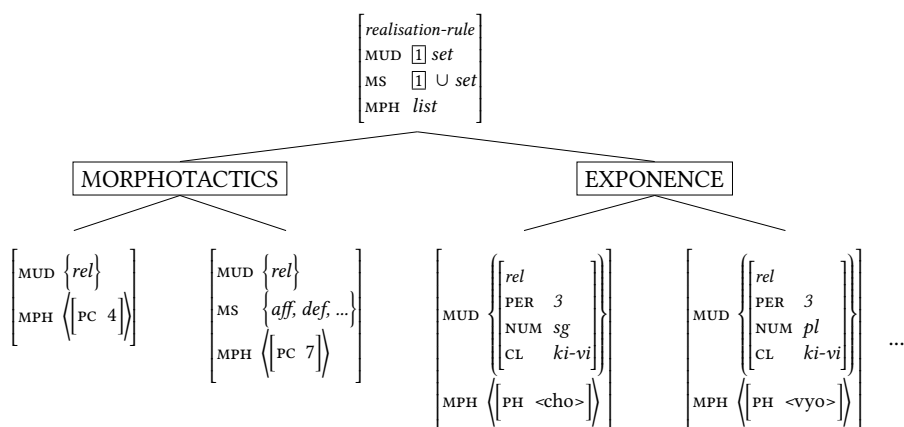 realisation-rule
MUD 1 set
MS 1 ∪ set
MPH list
MORPHOTACTICS
EXPONENCE
MUD {rel}
MPH ⟨[PC 4]⟩
MUD {rel}
MS {aff, def, ...}
MPH ⟨[PC 7]⟩
rel
PER 3
MUD
NUM sg
CL ki-vi
MPH ⟨[PH <cho>]⟩
rel
PER 3
MUD
NUM pl
CL ki-vi
MPH ⟨[PH <vyo>]⟩
...